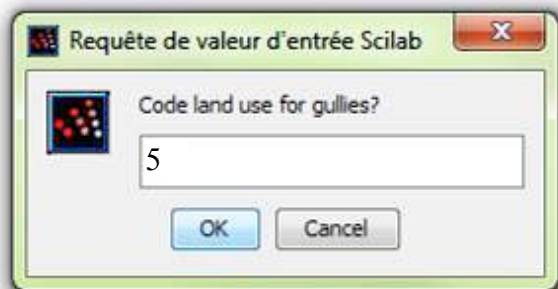 Requête de valeur d'entrée Scilab
Code land use for gullies?
5
OK Cancel